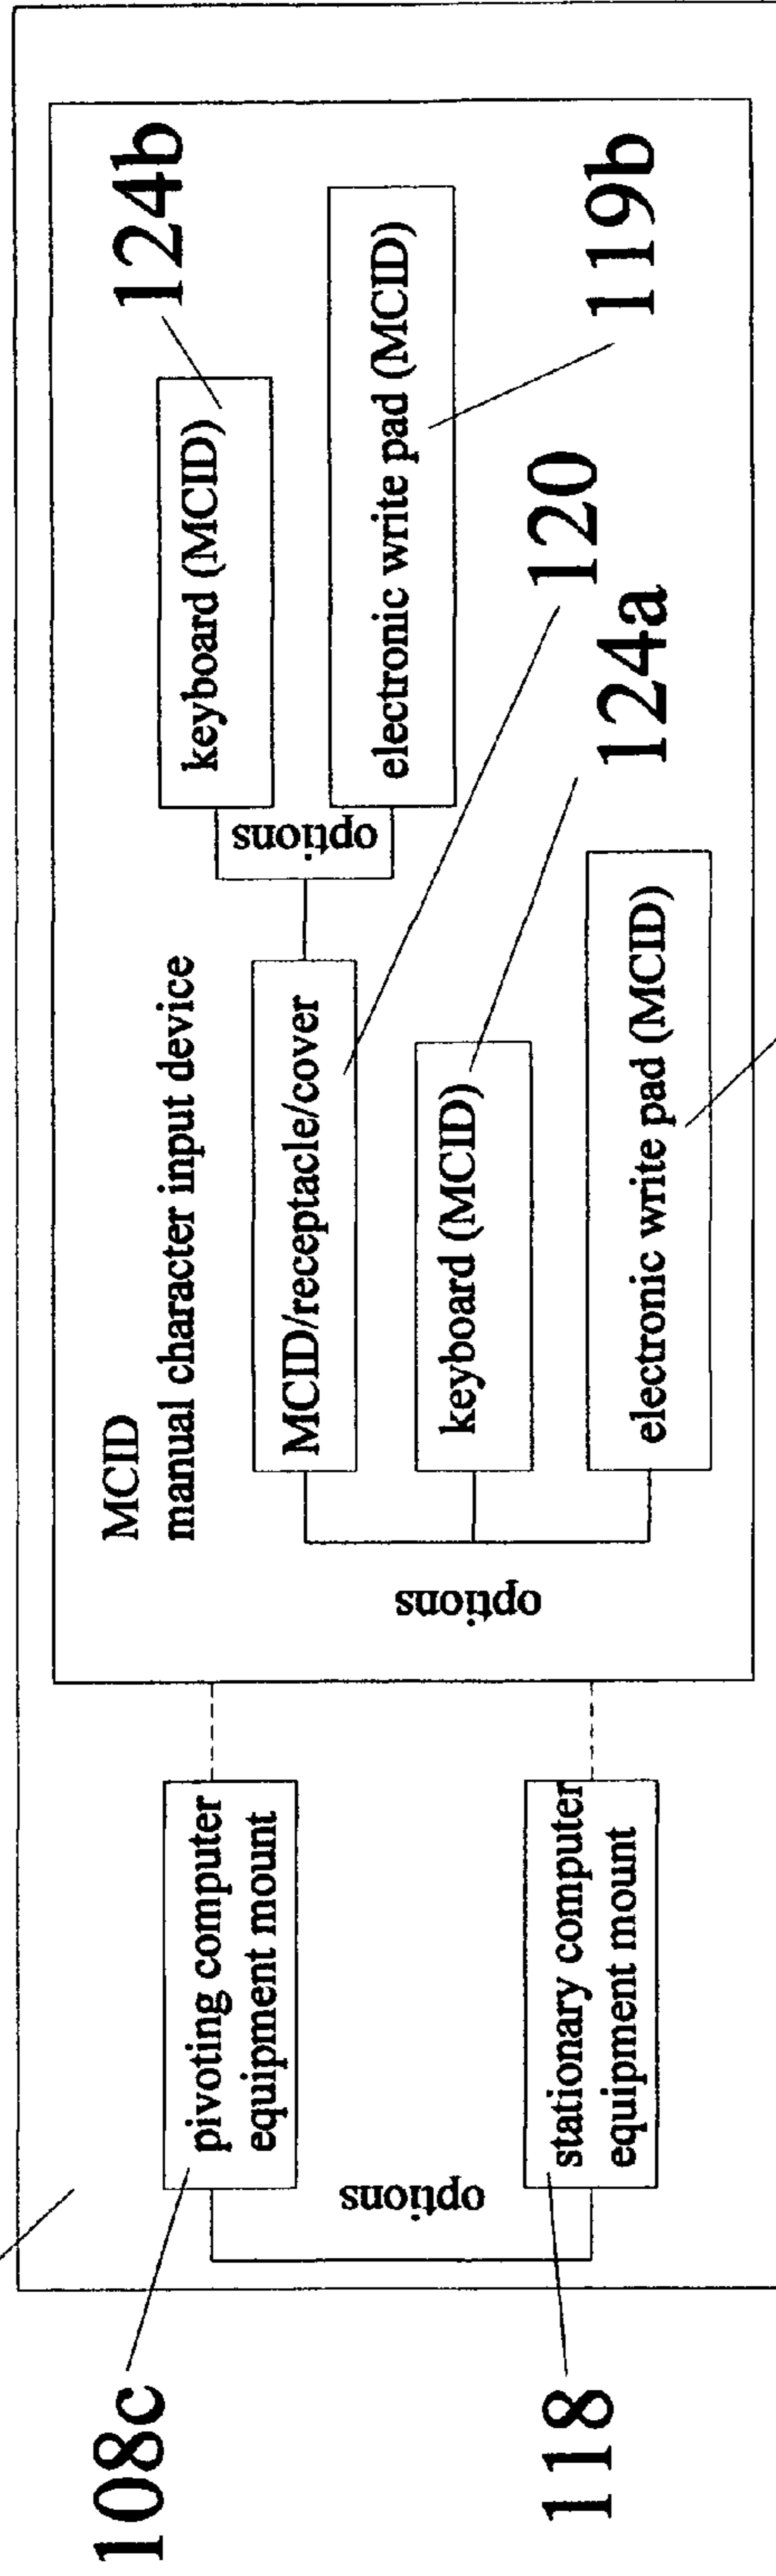 108c
pivoting computer
equipment mount
options
118
stationary computer
equipment mount
MCID
manual character input device
options
MCID/receptacle/cover
120
keyboard (MCID)
124a
electronic write pad (MCID)
options
keyboard (MCID)
124b
electronic write pad (MCID)
119b